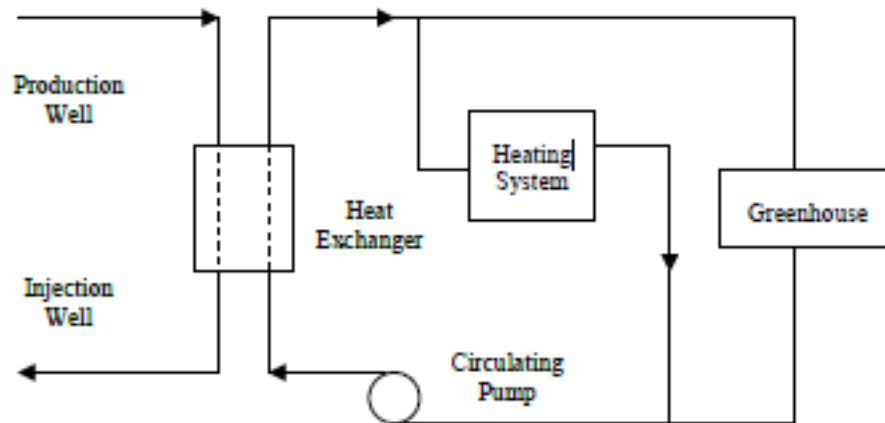 Production
Well
Heating
System
Heat
Exchanger
Greenhouse
Injection
Well
Circulating
Pump